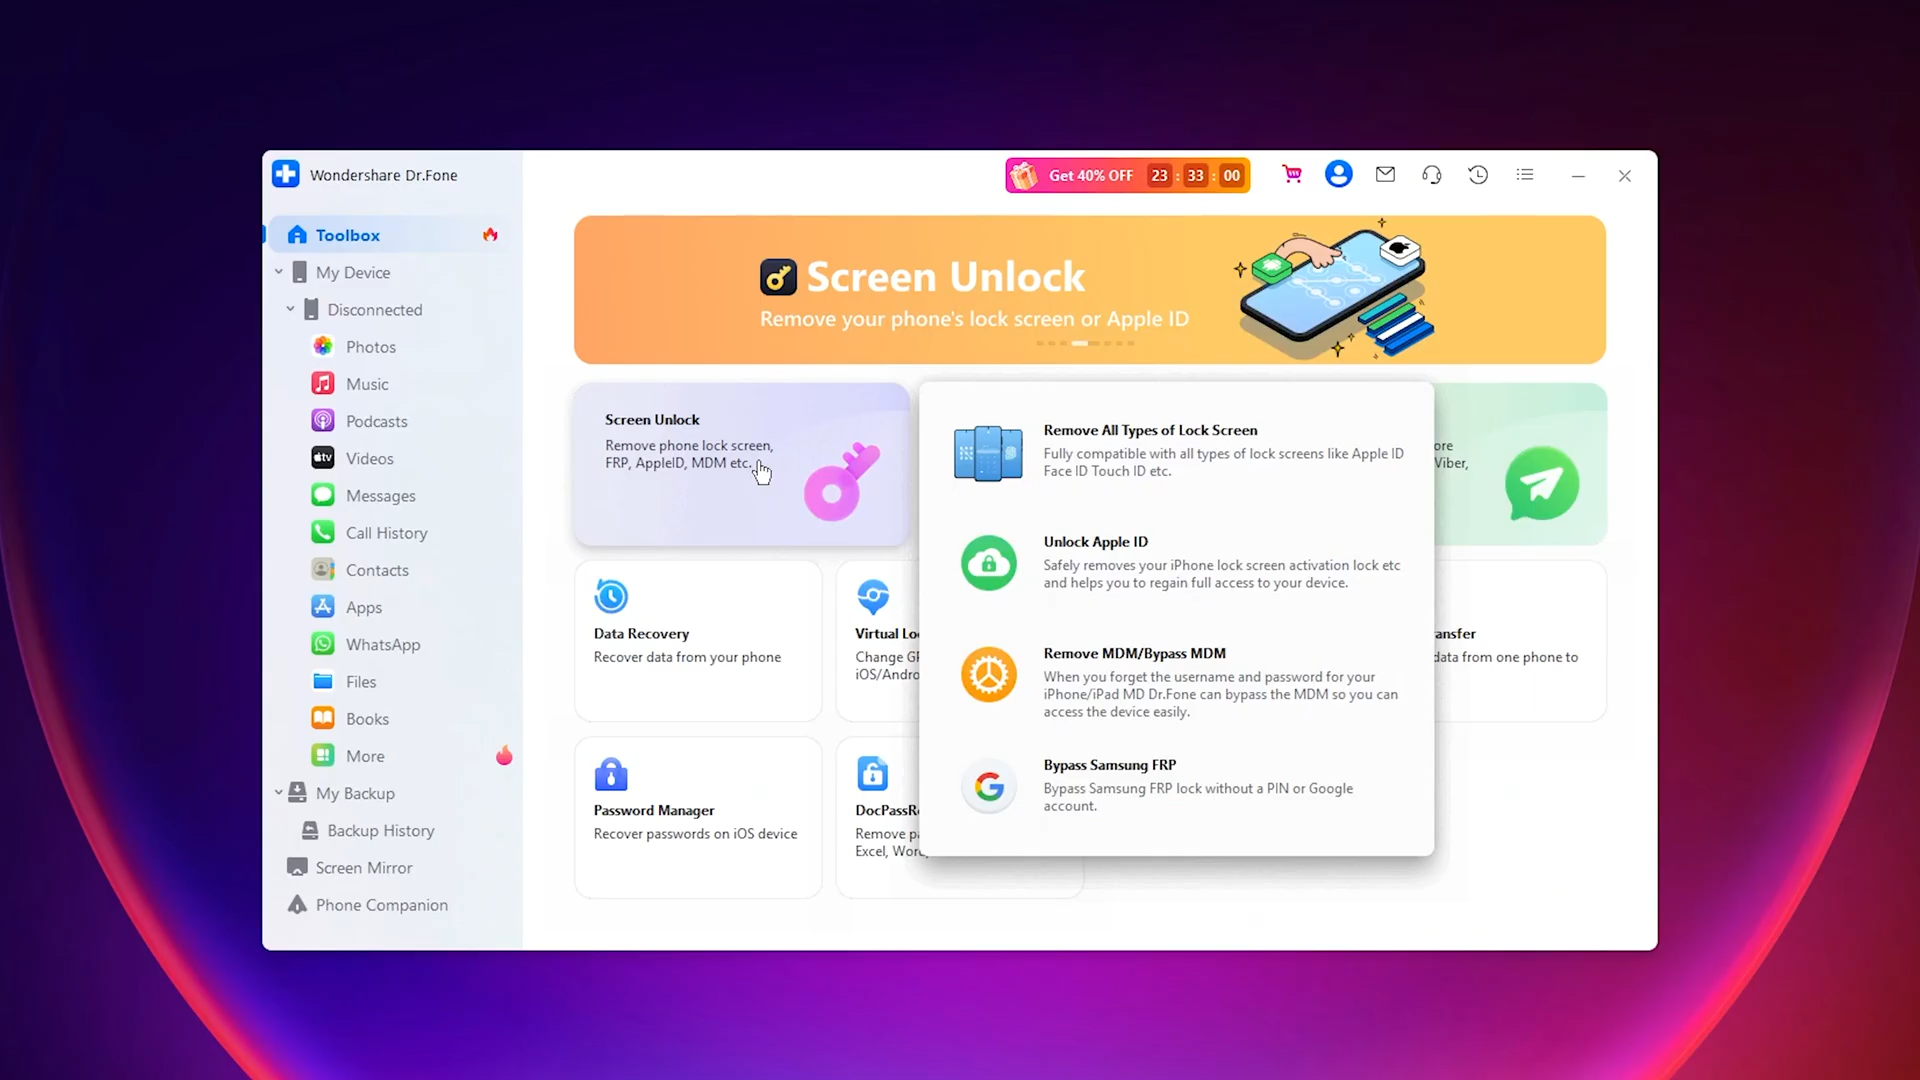 Wondershare Dr.Fone
Get 40% OFF 23 : 33 : 00
Toolbox
My Device
Disconnected
Photos
Music
Podcasts
tv
Videos
Messages
Call History
Contacts
Apps
WhatsApp
Files
Books
More
My Backup
Backup History
Screen Mirror
Phone Companion
Screen Unlock
Remove your phone's lock screen or Apple ID
Screen Unlock
Remove phone lock screen,
FRP, AppleID, MDM etc.
Remove All Types of Lock Screen
Fully compatible with all types of lock screens like Apple ID
Face ID Touch ID etc.
Unlock Apple ID
Safely removes your iPhone lock screen activation lock etc
and helps you to regain full access to your device.
Remove MDM/Bypass MDM
When you forget the username and password for your
iPhone/iPad MD Dr.Fone can bypass the MDM so you can
access the device easily.
Bypass Samsung FRP
Bypass Samsung FRP lock without a PIN or Google
account.
ore
Viber,
Data Recovery
Recover data from your phone
Virtual Lo
Change GP
iOS/Andro
ansfer
data from one phone to
Password Manager
Recover passwords on iOS device
DocPassRe
Remove pa
Excel, Word,